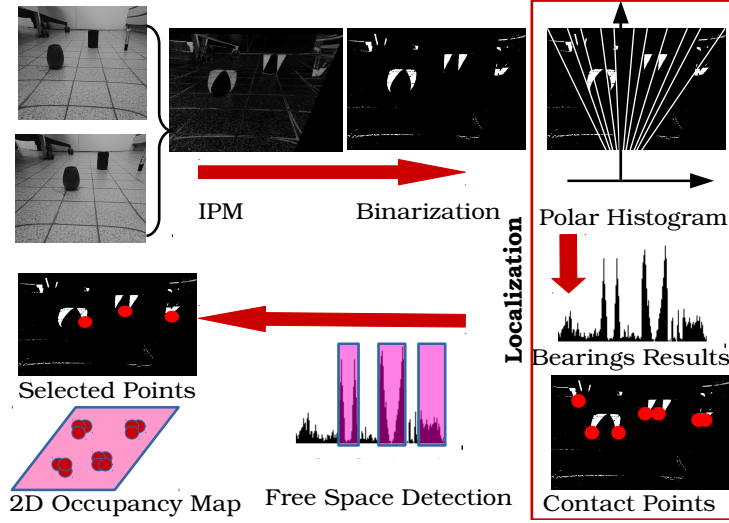 IPM
Binarization
Polar Histogram
Localization
Bearings Results
Selected Points
2D Occupancy Map
Free Space Detection
Contact Points